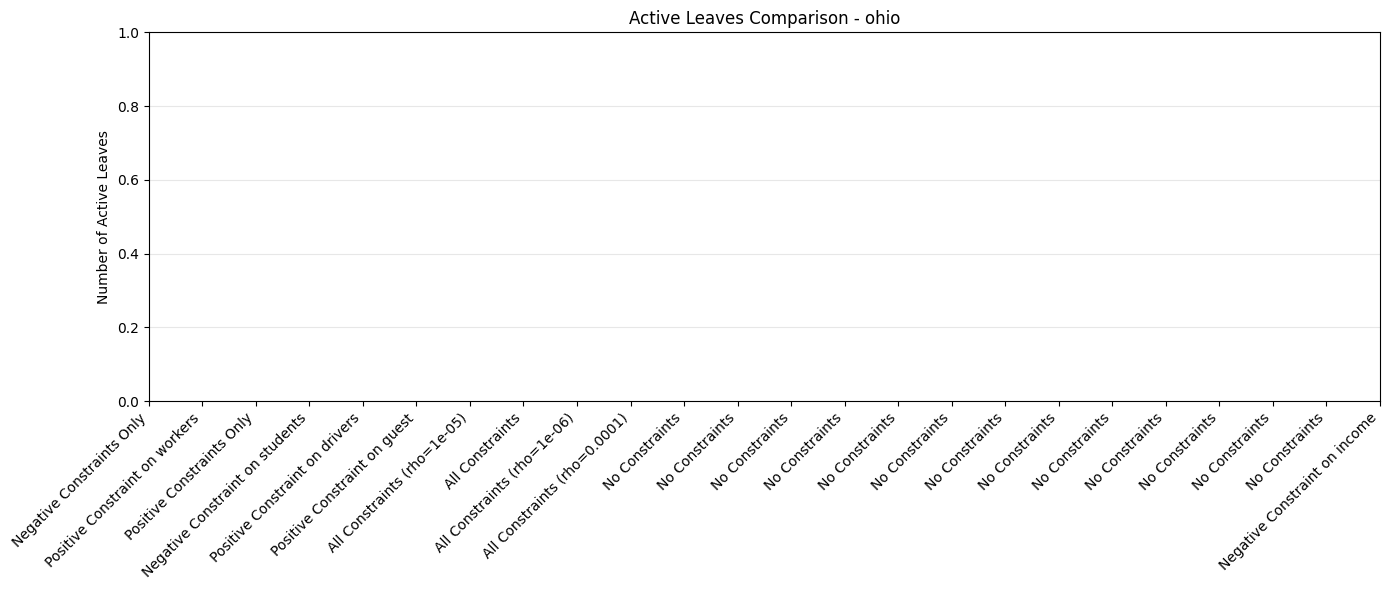 Active Leaves Comparison - ohio
Number of Active Leaves
1.0
0.8
0.6
0.4
0.2
0.0
Negative Constraints Only
Positive Constraint on workers
Positive Constraints Only
Negative Constraint on students
Positive Constraint on drivers
Positive Constraint on guest
All Constraints (rho=1e-05)
All Constraints
All Constraints (rho=1e-06)
All Constraints (rho=0.0001)
No Constraints
No Constraints
No Constraints
No Constraints
No Constraints
No Constraints
No Constraints
No Constraints
No Constraints
No Constraints
No Constraints
No Constraints
No Constraints
Negative Constraint on income